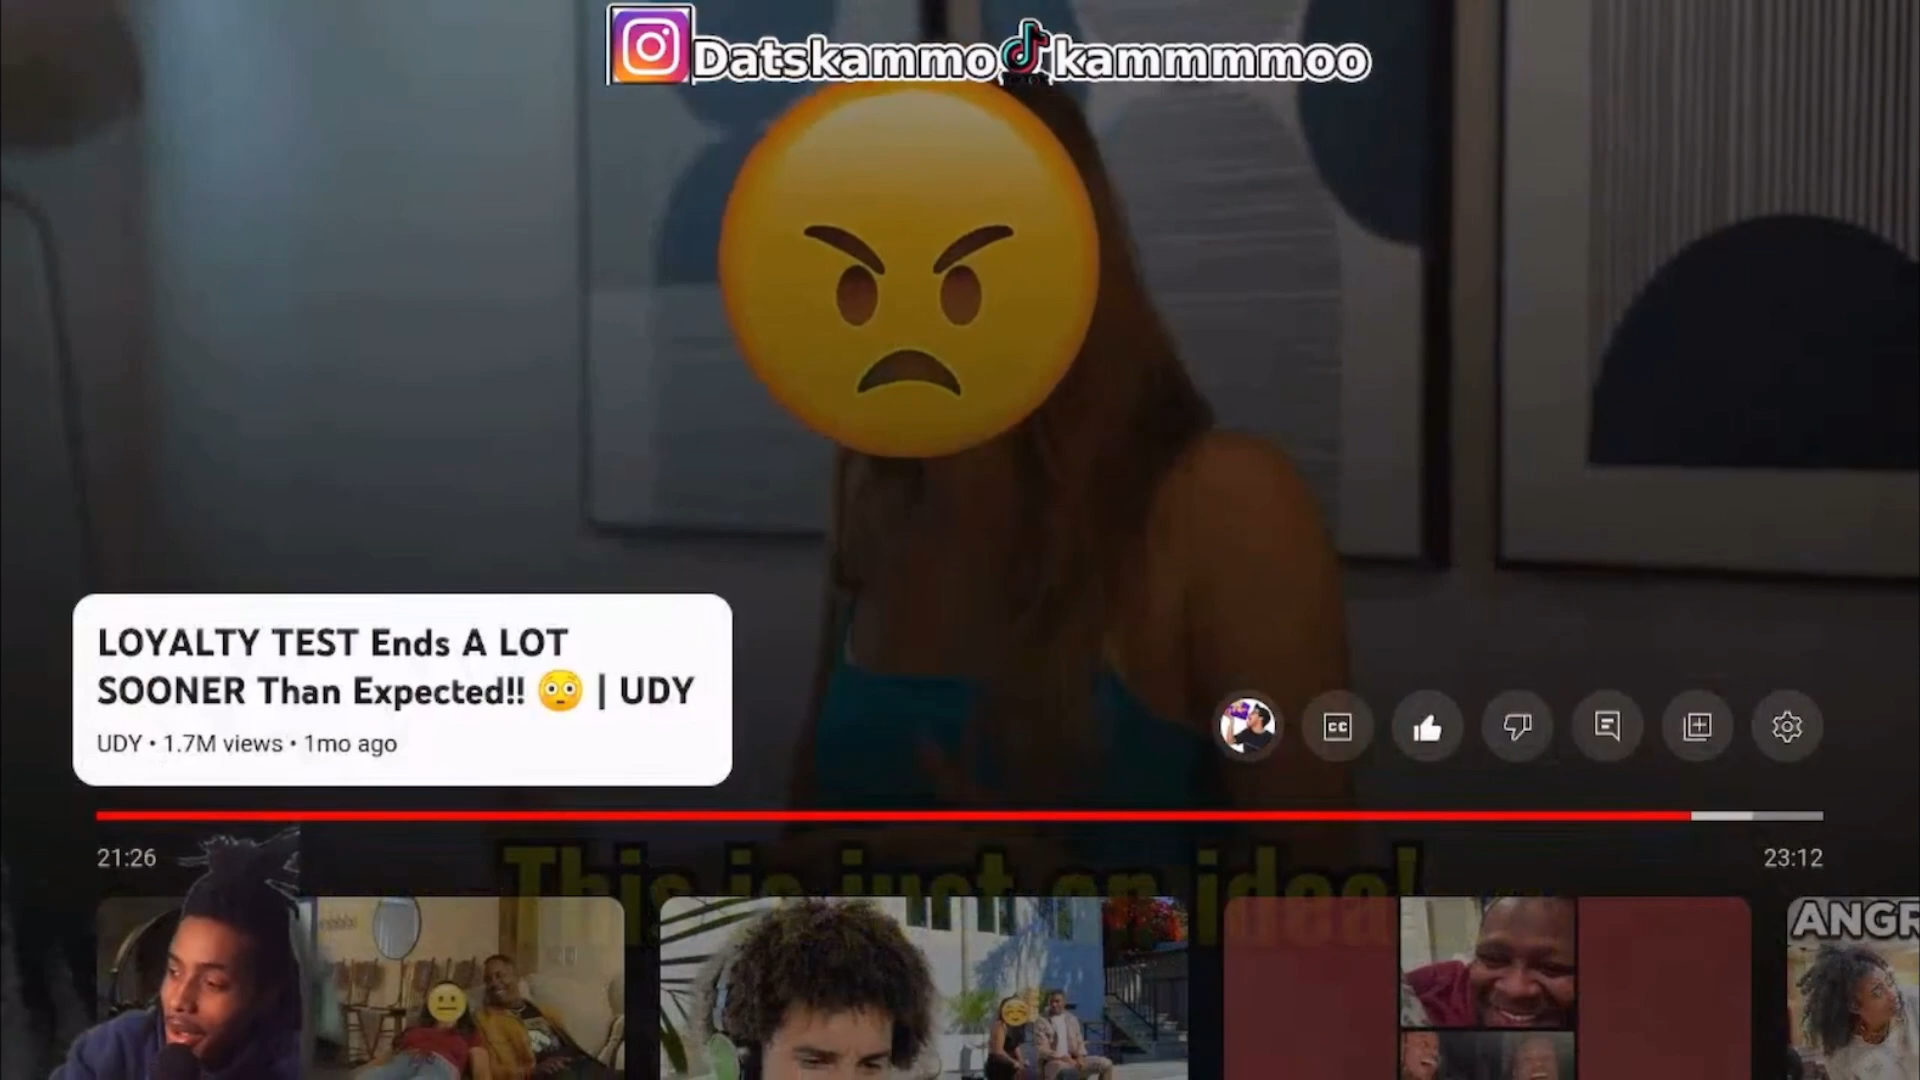 Datskammo kammmmoo
LOYALTY TEST Ends A LOT
SOONER Than Expected!! 😳 | UDY
UDY • 1.7M views • 1mo ago
CC
21:26
23:12
This is just an idea!
ANGR